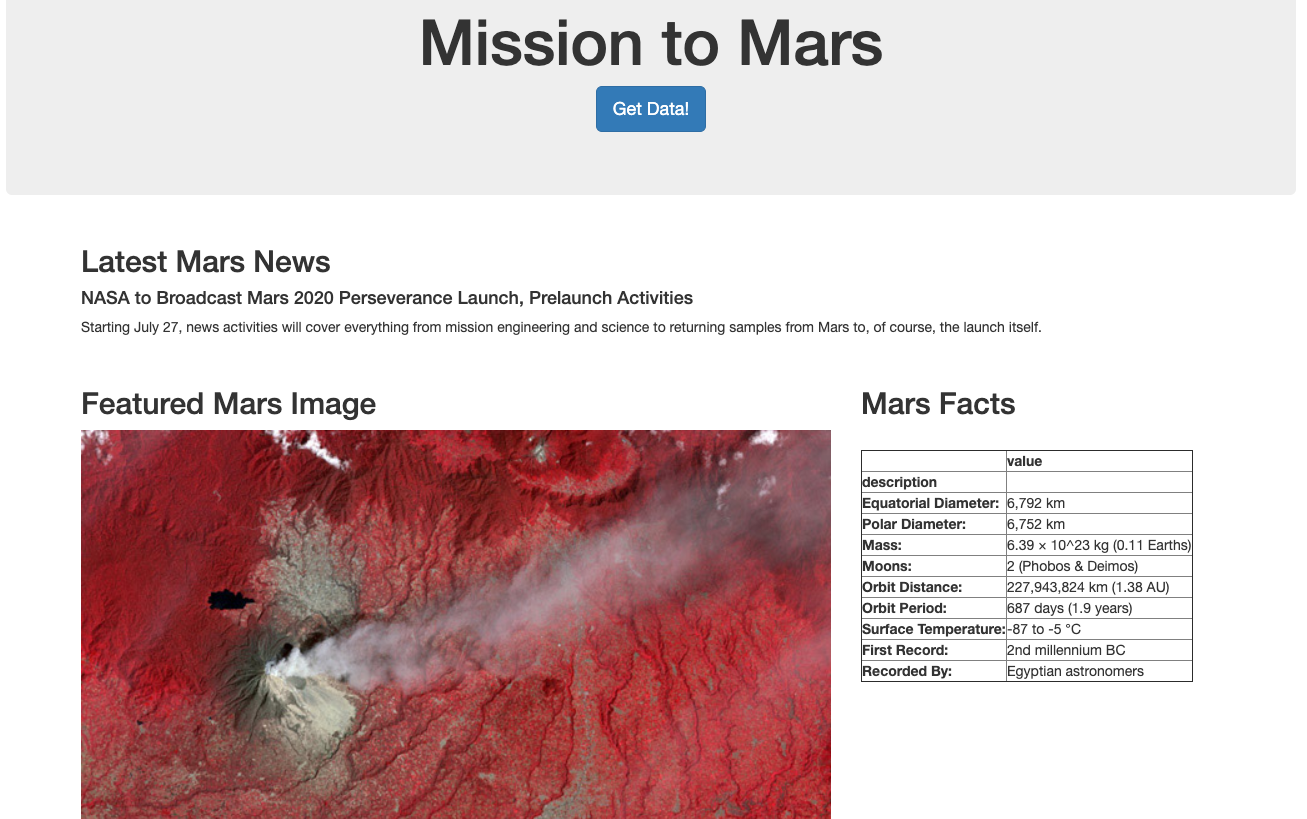 Mission to Mars
Get Data!
Latest Mars News
NASA to Broadcast Mars 2020 Perseverance Launch, Prelaunch Activities
Starting July 27, news activities will cover everything from mission engineering and science to returning samples from Mars to, of course, the launch itself.
Featured Mars Image
Mars Facts
value
description
Equatorial Diameter: 6,792 km
Polar Diameter: 6,752 km
Mass: 6.39 × 10^23 kg (0.11 Earths)
Moons: 2 (Phobos & Deimos)
Orbit Distance: 227,943,824 km (1.38 AU)
Orbit Period: 687 days (1.9 years)
Surface Temperature: -87 to -5 °C
First Record: 2nd millennium BC
Recorded By: Egyptian astronomers